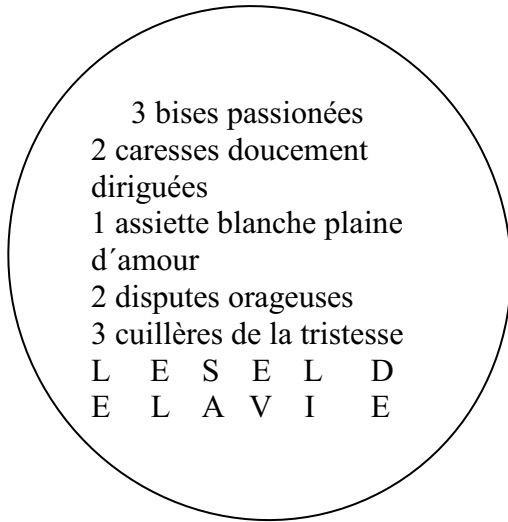 3 bises passionées
2 caresses doucement
diriguées
1 assiette blanche plaine
d´amour
2 disputes orageuses
3 cuillères de la tristesse
L E S E L D
E L A V I E